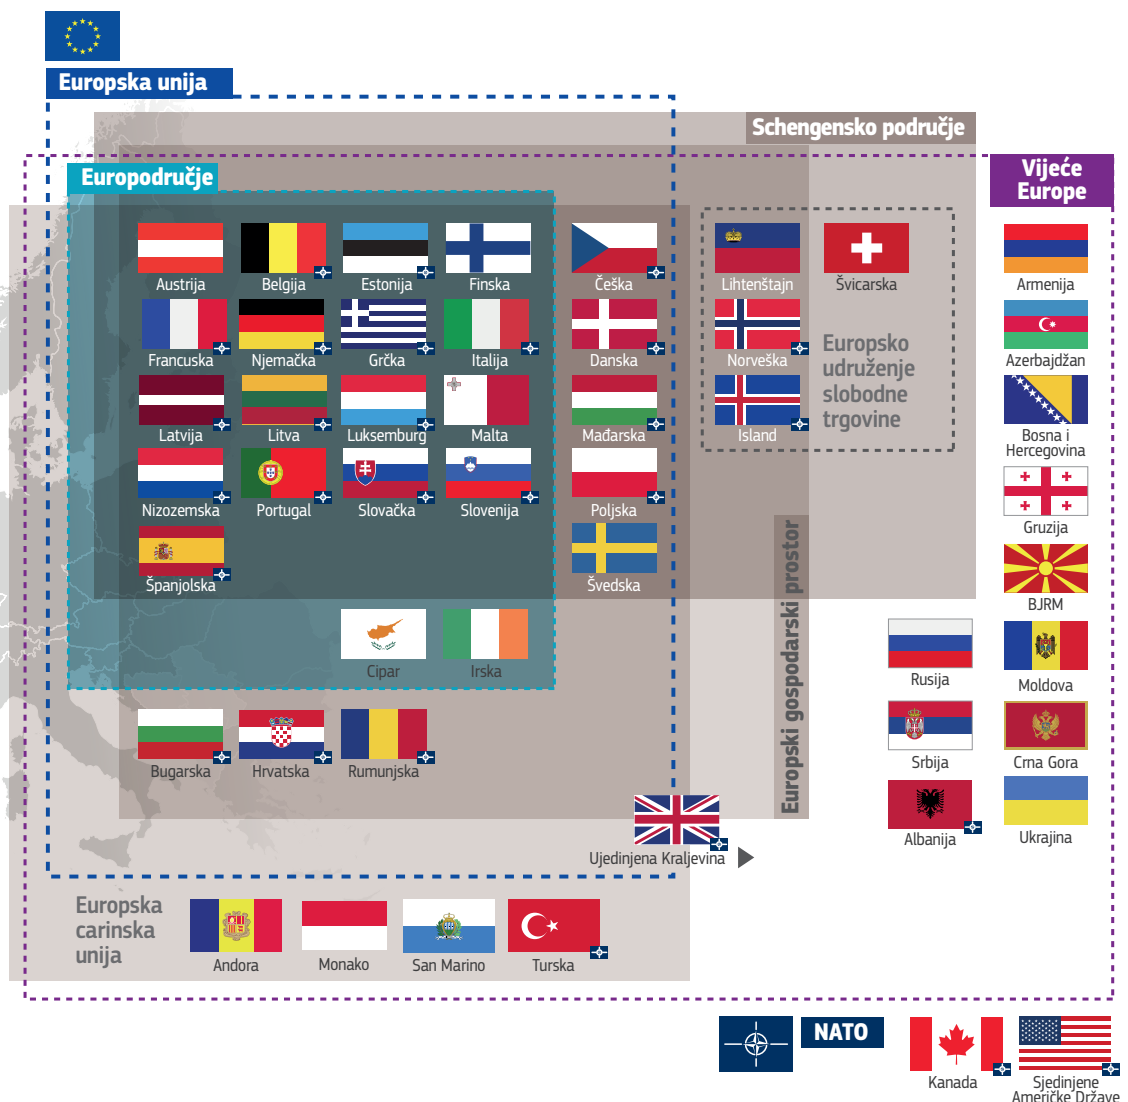 Europska unija
Schengensko područje
Europodručje
Vijeće
Europe
Austrija
Belgija
Estonija
Finska
Češka
Lihtenštajn
Švicarska
Armenija
Francuska
Njemačka
Grčka
Italija
Danska
Norveška
Europsko
udruženje
slobodne
trgovine
Azerbajdžan
Latvija
Litva
Luksemburg
Malta
Mađarska
Island
Bosna i
Hercegovina
Nizozemska
Portugal
Slovačka
Slovenija
Poljska
Gruzija
Španjolska
Švedska
Europski gospodarski prostor
BJRM
Cipar
Irska
Rusija
Moldova
Bugarska
Hrvatska
Rumunjska
Srbija
Crna Gora
Ujedinjena Kraljevina
Albanija
Ukrajina
Europska
carinska
unija
Andora
Monako
San Marino
Turska
NATO
Kanada
Sjedinjene
Američke Države